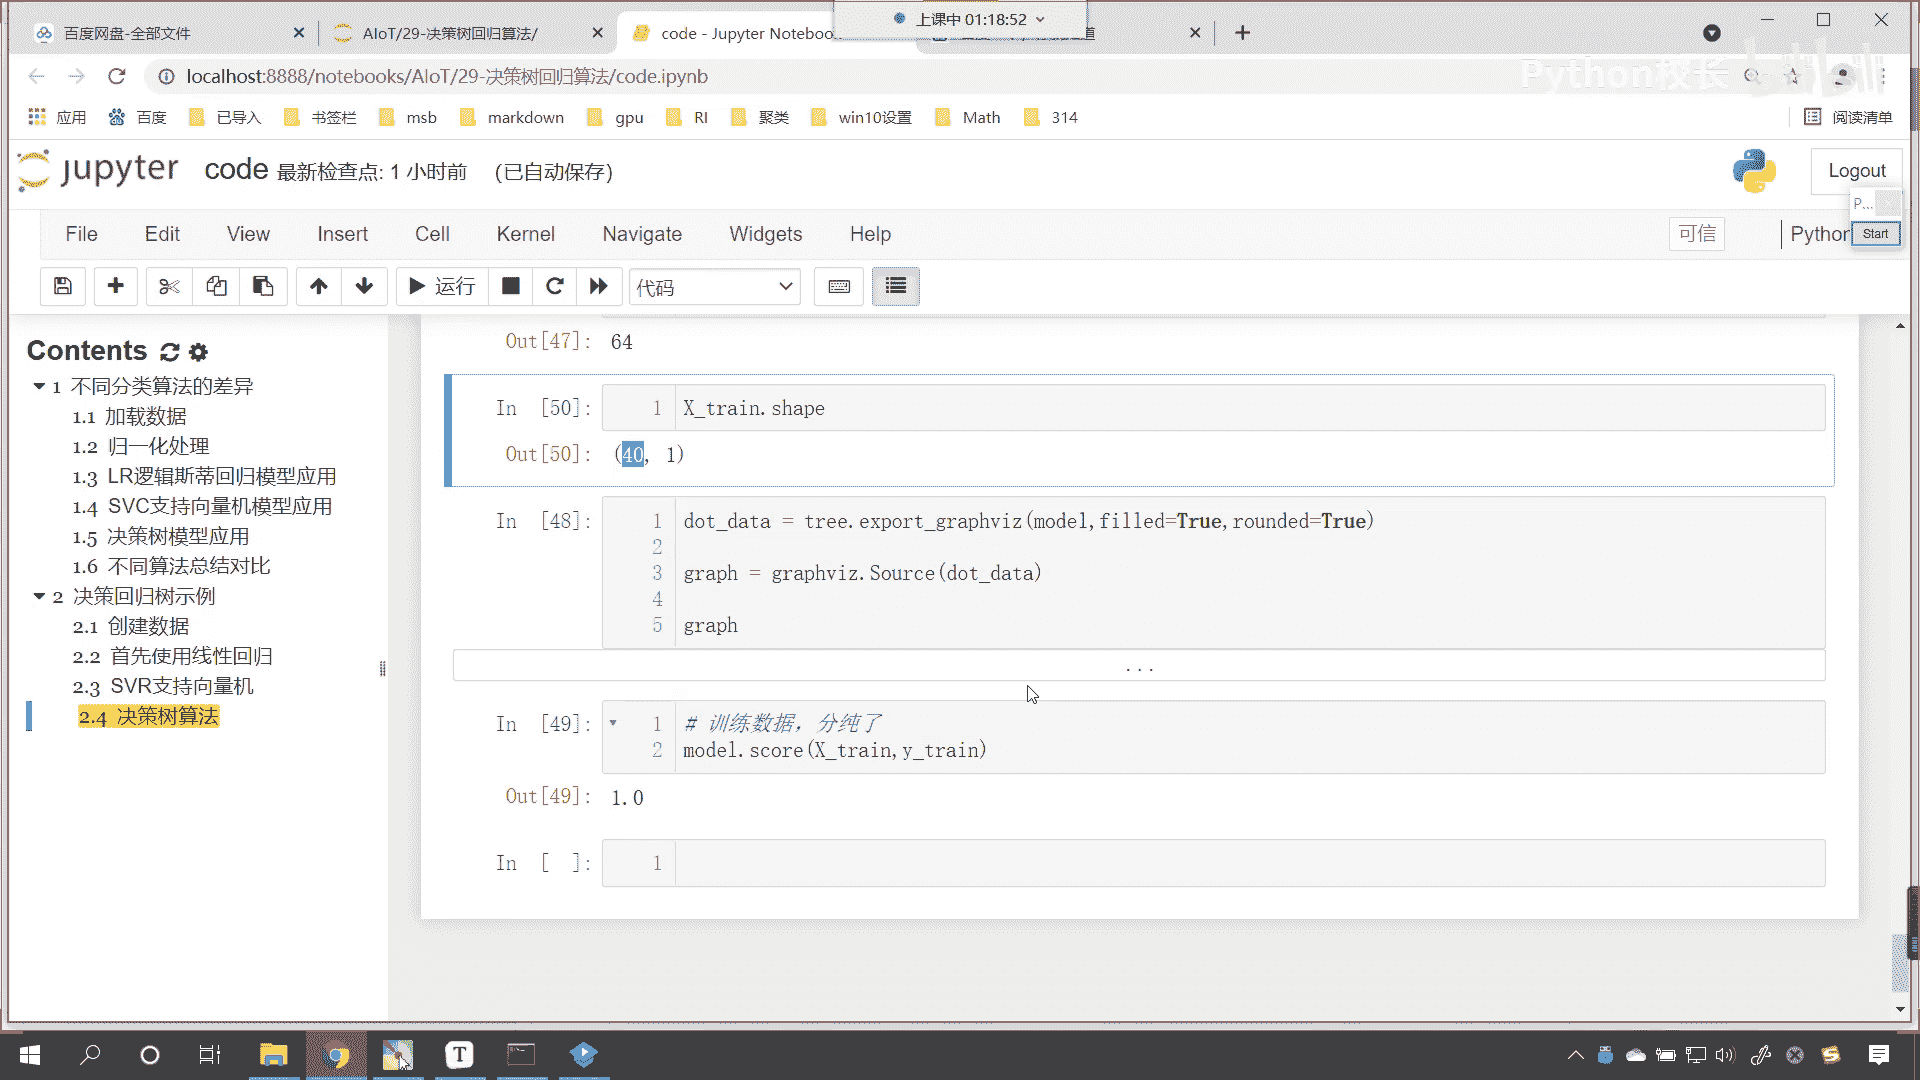 上课中 01:18:52
百度网盘-全部文件
AIoT/29-决策树回归算法/
code - Jupyter Noteboo
localhost:8888/notebooks/AIoT/29-决策树回归算法/code.ipynb
Python校长
bilibili
应用 百度 已导入 书签栏 msb markdown gpu RI 聚类 win10设置 Math 314 阅读清单
jupyter code 最新检查点: 1 小时前 (已自动保存)
Logout
P...
File Edit View Insert Cell Kernel Navigate Widgets Help 可信 Python
Start
运行 代码
Contents
1 不同分类算法的差异
1.1 加载数据
1.2 归一化处理
1.3 LR逻辑斯蒂回归模型应用
1.4 SVC支持向量机模型应用
1.5 决策树模型应用
1.6 不同算法总结对比
2 决策回归树示例
2.1 创建数据
2.2 首先使用线性回归
2.3 SVR支持向量机
2.4 决策树算法
Out[47]: 64
In [50]: 1 X_train.shape
Out[50]: (40, 1)
In [48]: 1 dot_data = tree.export_graphviz(model,filled=True,rounded=True)
2
3 graph = graphviz.Source(dot_data)
4
5 graph
...
In [49]: 1 # 训练数据，分纯了
2 model.score(X_train,y_train)
Out[49]: 1.0
In [ ]: 1